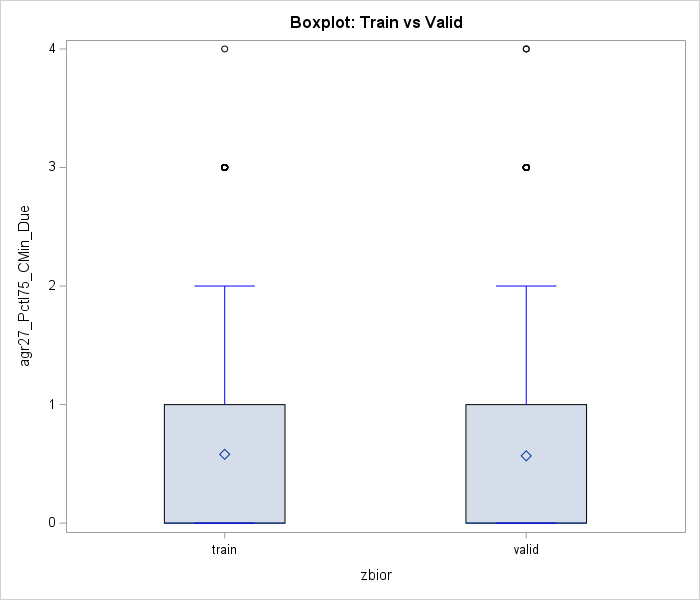 Boxplot: Train vs Valid
4
3
2
1
0
agr27_Pctl75_CMin_Due
train
valid
zbior